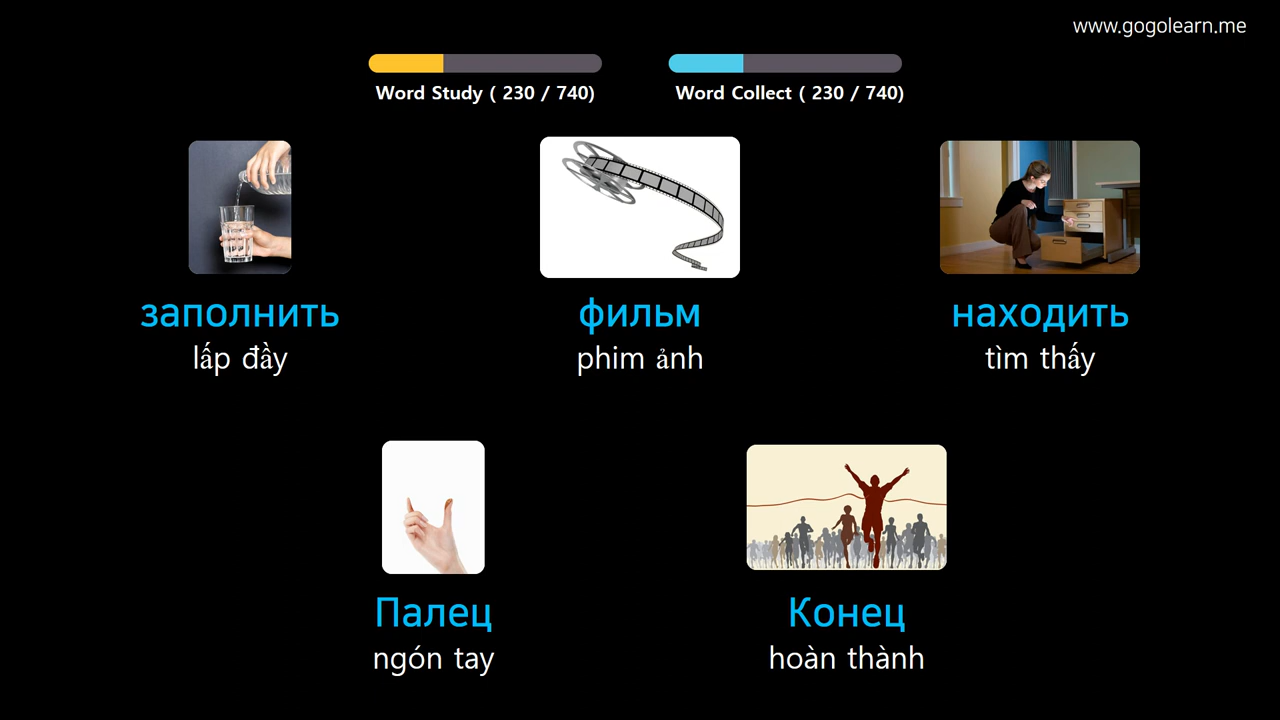 www.gogolearn.me
Word Study ( 230 / 740)
Word Collect ( 230 / 740)
заполнить
lấp đầy
фильм
phim ảnh
находить
tìm thấy
Палец
ngón tay
Конец
hoàn thành